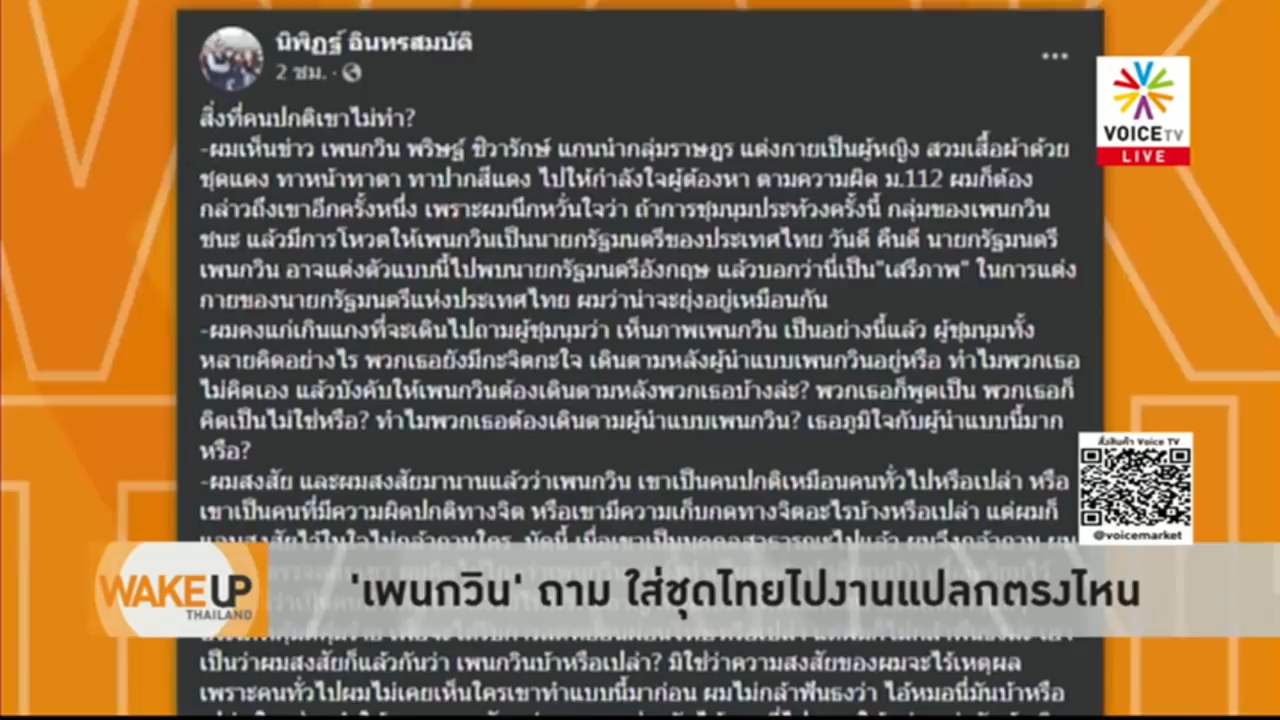 นิพิฏฐ์ อินทรสมบัติ
2 ชม. ·
สิ่งที่คนปกติเขาไม่ทำ?
-ผมเห็นข่าว เพนกวิน พริษฐ์ ชิวารักษ์ แกนนำกลุ่มราษฎร แต่งกายเป็นผู้หญิง สวมเสื้อผ้าด้วย
ชุดแดง ทาหน้าทาตา ทาปากสีแดง ไปให้กำลังใจผู้ต้องหา ตามความผิด ม.112 ผมก็ต้อง
กล่าวถึงเขาอีกครั้งหนึ่ง เพราะผมนึกหวั่นใจว่า ถ้าการชุมนุมประท้วงครั้งนี้ กลุ่มของเพนกวิน
ชนะ แล้วมีการโหวตให้เพนกวินเป็นนายกรัฐมนตรีของประเทศไทย วันดี คืนดี นายกรัฐมนตรี
เพนกวิน อาจแต่งตัวแบบนี้ไปพบนายกรัฐมนตรีอังกฤษ แล้วบอกว่านี่เป็น"เสรีภาพ" ในการแต่ง
กายของนายกรัฐมนตรีแห่งประเทศไทย ผมว่าน่าจะยุ่งอยู่เหมือนกัน
-ผมคงแก่เกินแกงที่จะเดินไปถามผู้ชุมนุมว่า เห็นภาพเพนกวิน เป็นอย่างนี้แล้ว ผู้ชุมนุมทั้ง
หลายคิดอย่างไร พวกเธอยังมีกะจิตกะใจ เดินตามหลังผู้นำแบบเพนกวินอยู่หรือ ทำไมพวกเธอ
ไม่คิดเอง แล้วบังคับให้เพนกวินต้องเดินตามหลังพวกเธอบ้างล่ะ? พวกเธอก็พูดเป็น พวกเธอก็
คิดเป็นไม่ใช่หรือ? ทำไมพวกเธอต้องเดินตามผู้นำแบบเพนกวิน? เธอภูมิใจกับผู้นำแบบนี้มาก
หรือ?
-ผมสงสัย และผมสงสัยมานานแล้วว่าเพนกวิน เขาเป็นคนปกติเหมือนคนทั่วไปหรือเปล่า หรือ
เขาเป็นคนที่มีความผิดปกติทางจิต หรือเขามีความเก็บกดทางจิตอะไรบ้างหรือเปล่า แต่ผมก็
เป็นว่าผมสงสัยก็แล้วกันว่า เพนกวินบ้าหรือเปล่า? มิใช่ว่าความสงสัยของผมจะไร้เหตุผล
เพราะคนทั่วไปผมไม่เคยเห็นใครเขาทำแบบนี้มาก่อน ผมไม่กล้าฟันธงว่า ไอ้หมอนี่มันบ้าหรือ
VOICE TV
LIVE
สั่งสินค้า Voice TV
@voicemarket
WAKE UP
THAILAND
'เพนกวิน' ถาม ใส่ชุดไทยไปงานแปลกตรงไหน